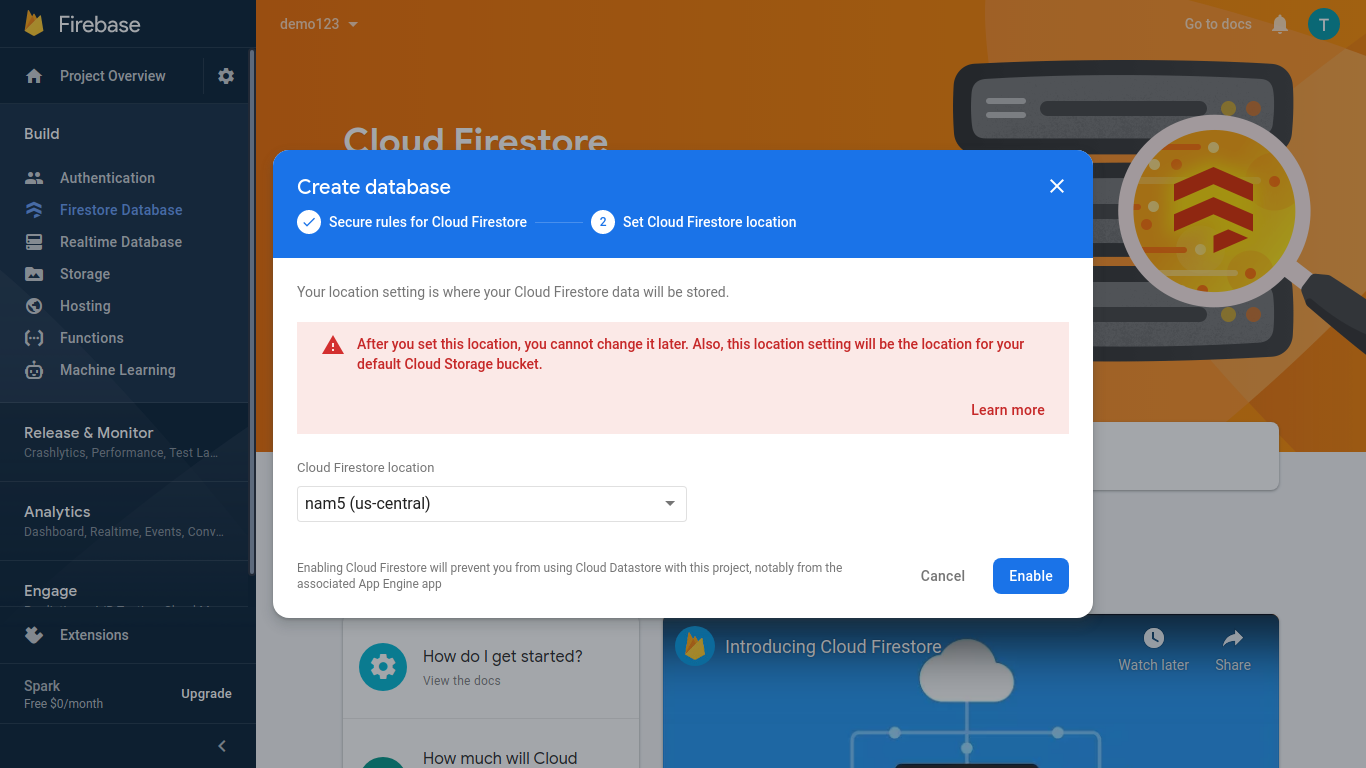 Firebase
demo123
Go to docs
T
Project Overview
Cloud Firestore
Build
Authentication
Firestore Database
Realtime Database
Storage
Hosting
Functions
Machine Learning
Release & Monitor
Crashlytics, Performance, Test La...
Analytics
Dashboard, Realtime, Events, Conv...
Engage
Extensions
Spark
Free $0/month
Upgrade
Create database
Secure rules for Cloud Firestore
2
Set Cloud Firestore location
Your location setting is where your Cloud Firestore data will be stored.
After you set this location, you cannot change it later. Also, this location setting will be the location for your
default Cloud Storage bucket.
Learn more
Cloud Firestore location
nam5 (us-central)
Enabling Cloud Firestore will prevent you from using Cloud Datastore with this project, notably from the
associated App Engine app
Cancel
Enable
How do I get started?
View the docs
How much will Cloud
Introducing Cloud Firestore
Watch later
Share